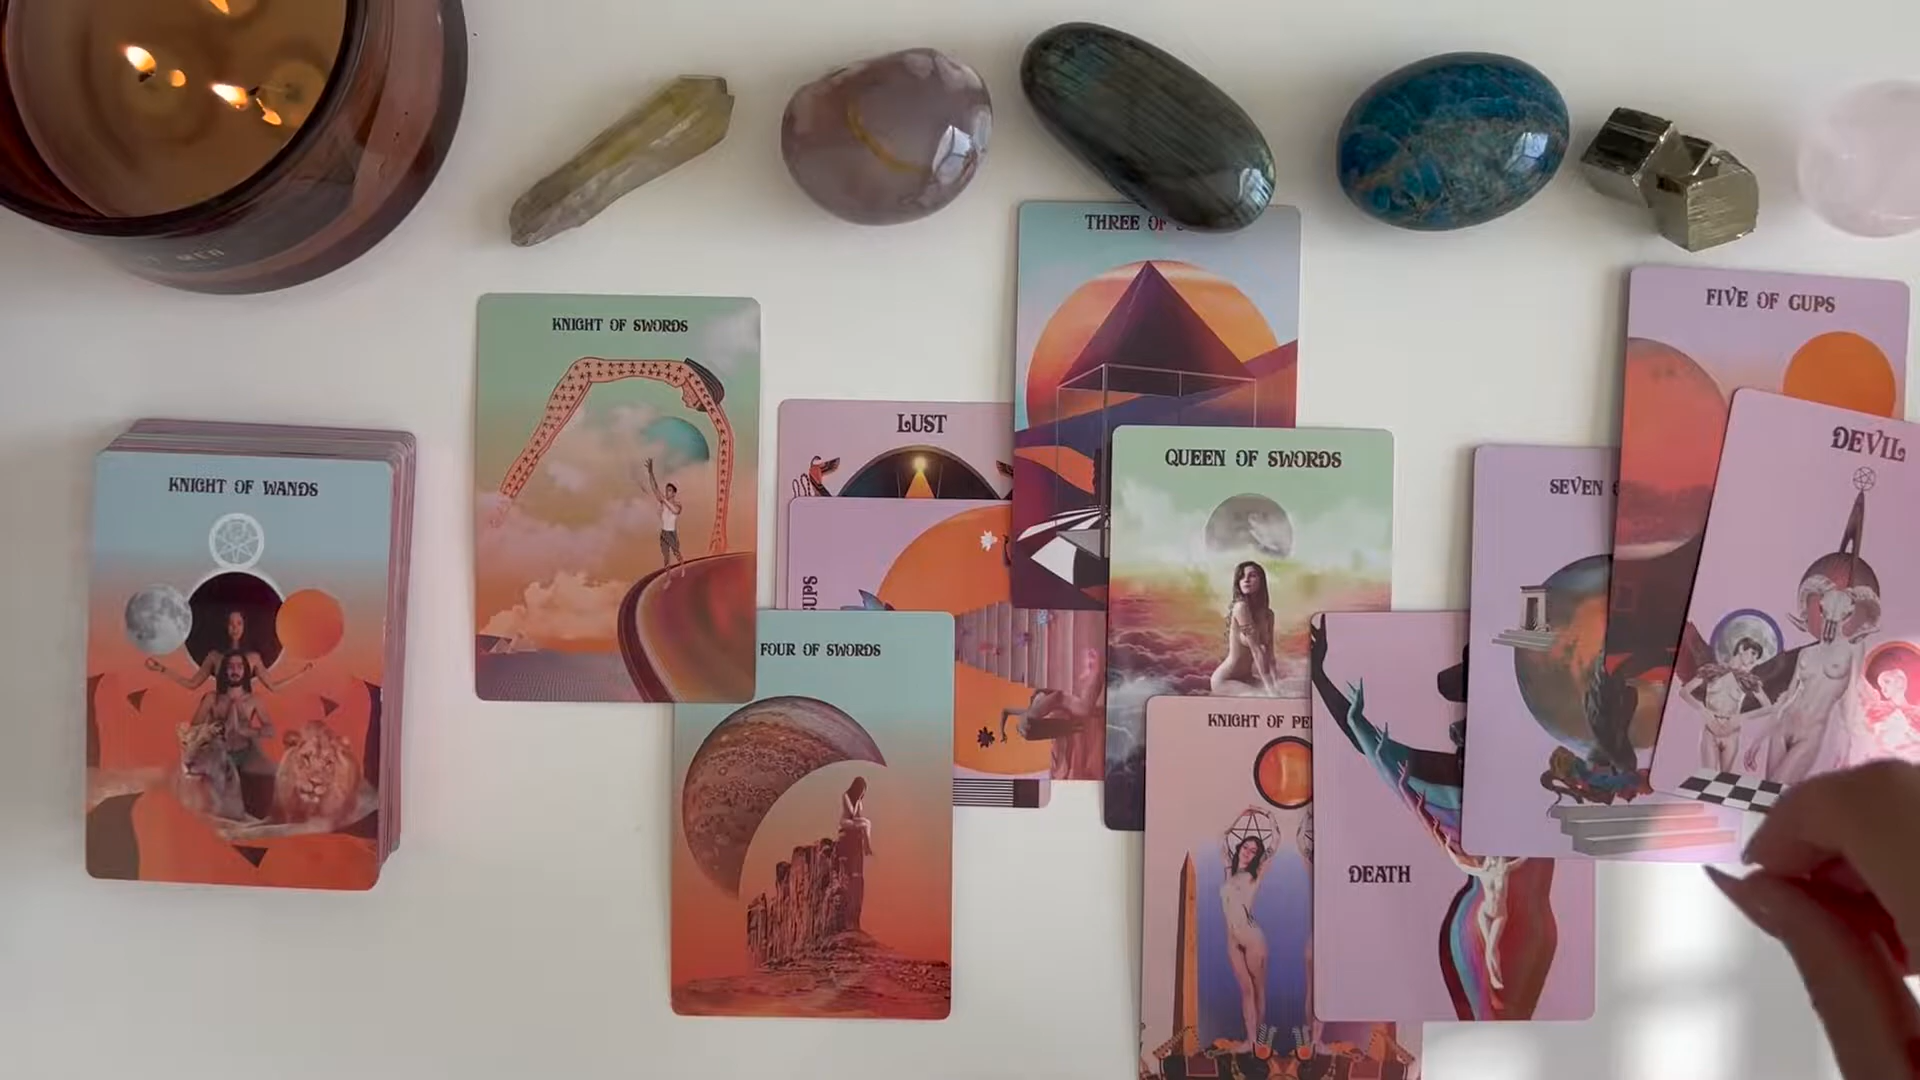 THREE OF
FIVE OF CUPS
KNIGHT OF SWORDS
LUST
DEVIL
QUEEN OF SWORDS
KNIGHT OF WANDS
SEVEN
CUPS
FOUR OF SWORDS
KNIGHT OF
DEATH